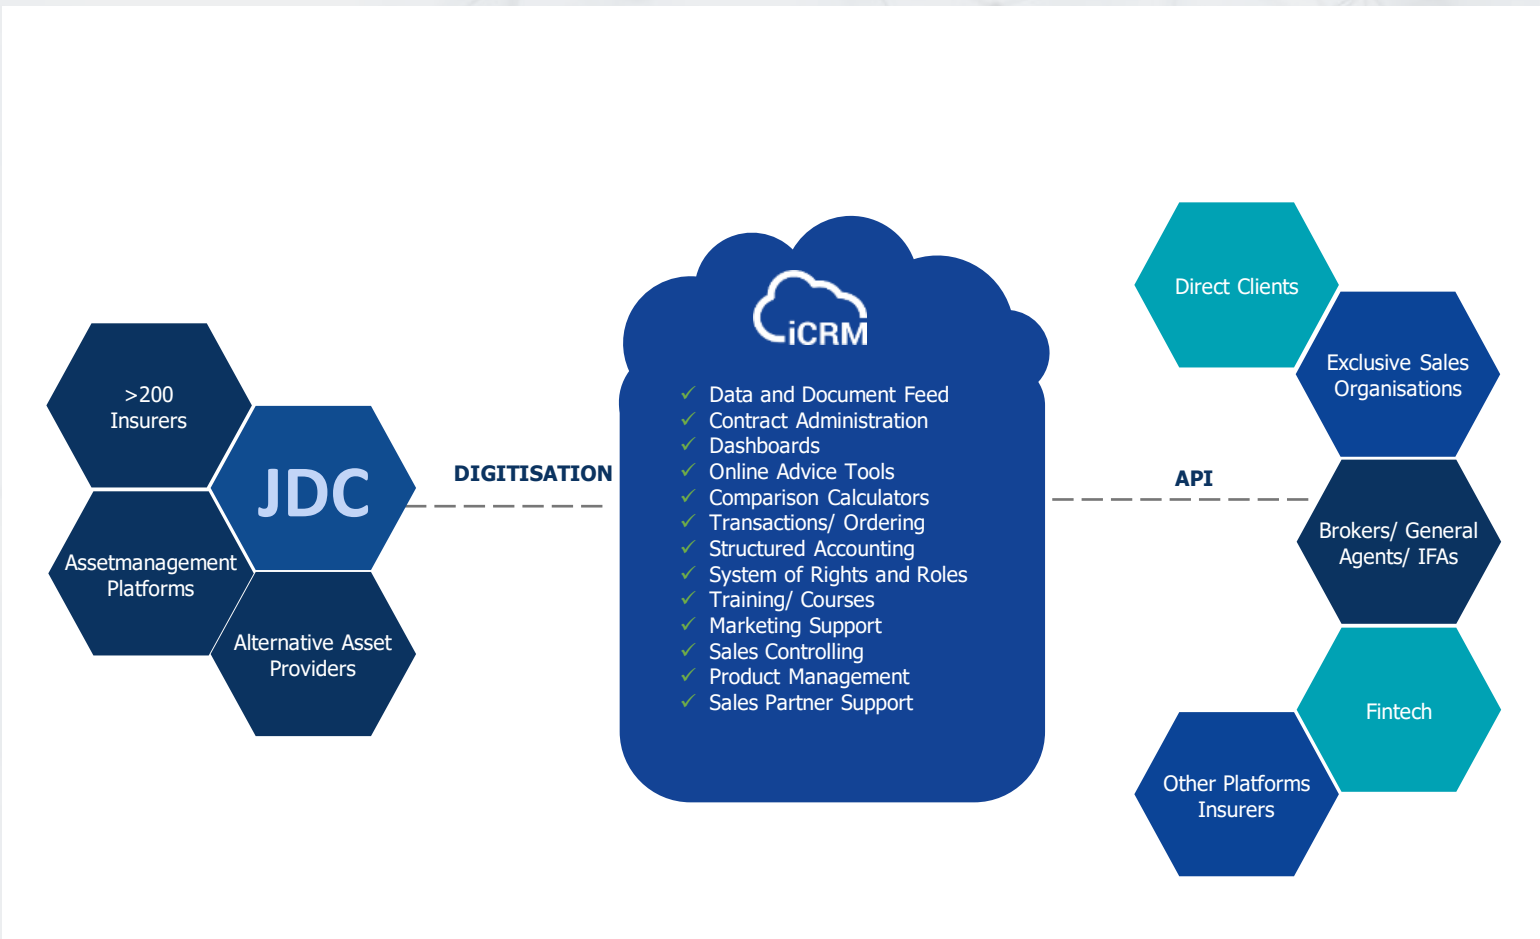 >200
Insurers
JDC
Assetmanagement
Platforms
Alternative Asset
Providers
DIGITISATION
iCRM
✓ Data and Document Feed
✓ Contract Administration
✓ Dashboards
✓ Online Advice Tools
✓ Comparison Calculators
✓ Transactions/ Ordering
✓ Structured Accounting
✓ System of Rights and Roles
✓ Training/ Courses
✓ Marketing Support
✓ Sales Controlling
✓ Product Management
✓ Sales Partner Support
API
Direct Clients
Exclusive Sales
Organisations
Brokers/ General
Agents/ IFAs
Fintech
Other Platforms
Insurers